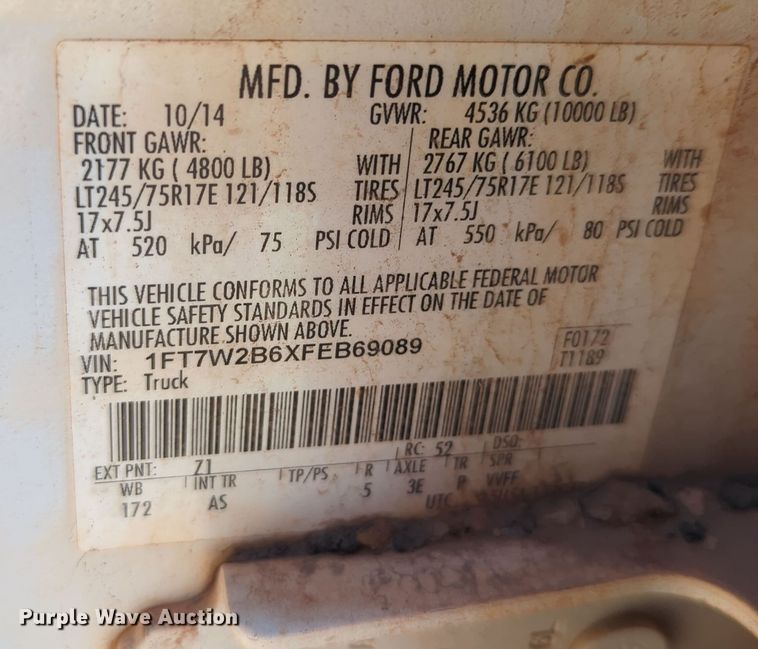 MFD. BY FORD MOTOR CO.
DATE: 10/14 GVWR: 4536 KG (10000 LB)
FRONT GAWR: REAR GAWR:
2177 KG ( 4800 LB) WITH 2767 KG ( 6100 LB) WITH
LT245/75R17E 121/118S TIRES LT245/75R17E 121/118S TIRES
17x7.5J RIMS 17x7.5J RIMS
AT 520 kPa/ 75 PSI COLD AT 550 kPa/ 80 PSI COLD
THIS VEHICLE CONFORMS TO ALL APPLICABLE FEDERAL MOTOR
VEHICLE SAFETY STANDARDS IN EFFECT ON THE DATE OF
MANUFACTURE SHOWN ABOVE.
VIN: 1FT7W2B6XFEB69089 F0172
TYPE: Truck T1189
EXT PNT: Z1 RC: 52 DSO:
WB INT TR TP/PS R AXLE TR SPR
172 AS 5 3E P VVFF
UTC
Purple Wave Auction